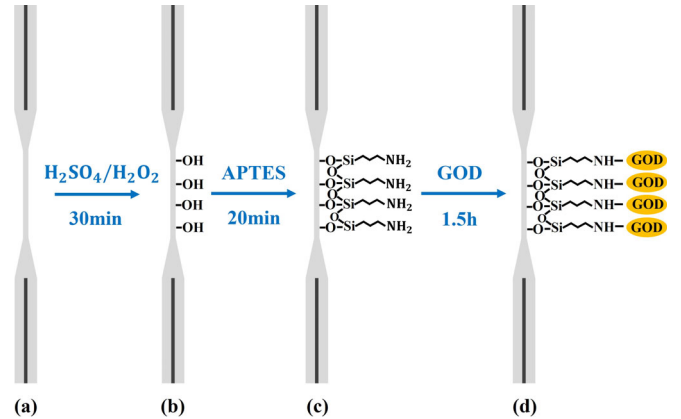 H₂SO₄/H₂O₂
30min
-OH
-OH
-OH
-OH
APTES
20min
-O-Si NH₂
O
-O-Si NH₂
O
-O-Si NH₂
O
-O-Si NH₂
GOD
1.5h
-O-Si NH- GOD
O
-O-Si NH- GOD
O
-O-Si NH- GOD
O
-O-Si NH- GOD
(a) (b) (c) (d)